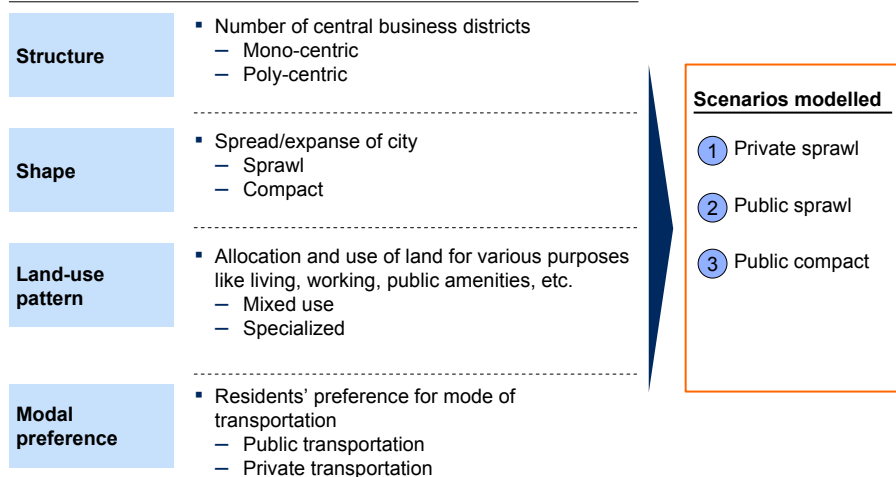 Structure
▪ Number of central business districts
– Mono-centric
– Poly-centric
Shape
▪ Spread/expanse of city
– Sprawl
– Compact
Land-use
pattern
▪ Allocation and use of land for various purposes
like living, working, public amenities, etc.
– Mixed use
– Specialized
Modal
preference
▪ Residents’ preference for mode of
transportation
– Public transportation
– Private transportation
Scenarios modelled
1 Private sprawl
2 Public sprawl
3 Public compact